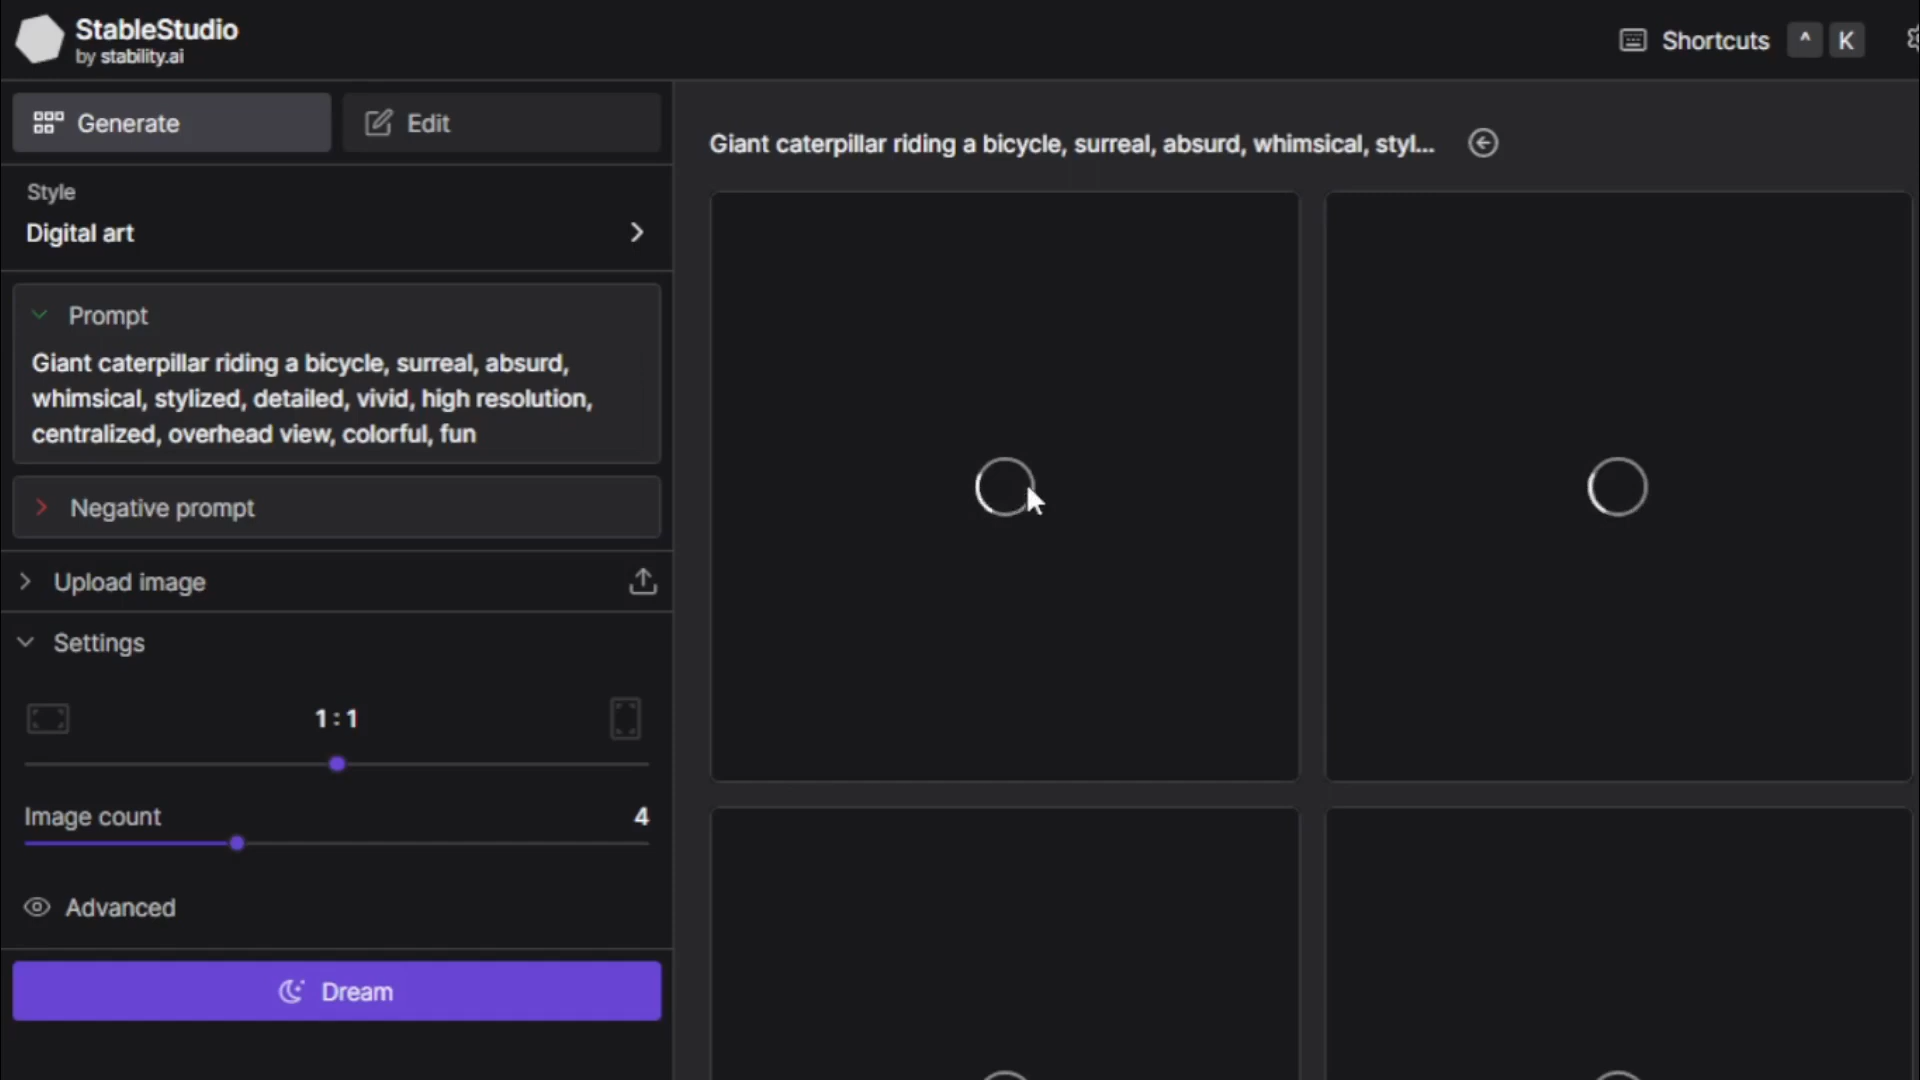 StableStudio
by stability.ai
Shortcuts ^ K
Generate
Edit
Giant caterpillar riding a bicycle, surreal, absurd, whimsical, styl...
Style
Digital art
Prompt
Giant caterpillar riding a bicycle, surreal, absurd,
whimsical, stylized, detailed, vivid, high resolution,
centralized, overhead view, colorful, fun
Negative prompt
Upload image
Settings
1:1
Image count 4
Advanced
Dream